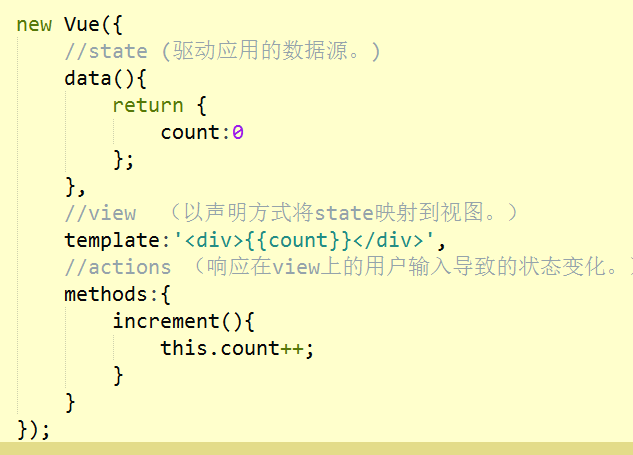 new Vue({
//state (驱动应用的数据源。)
data(){
return {
count:0
};
},
//view （以声明方式将state映射到视图。）
template:'<div>{{count}}</div>',
//actions （响应在view上的用户输入导致的状态变化。）
methods:{
increment(){
this.count++;
}
}
});